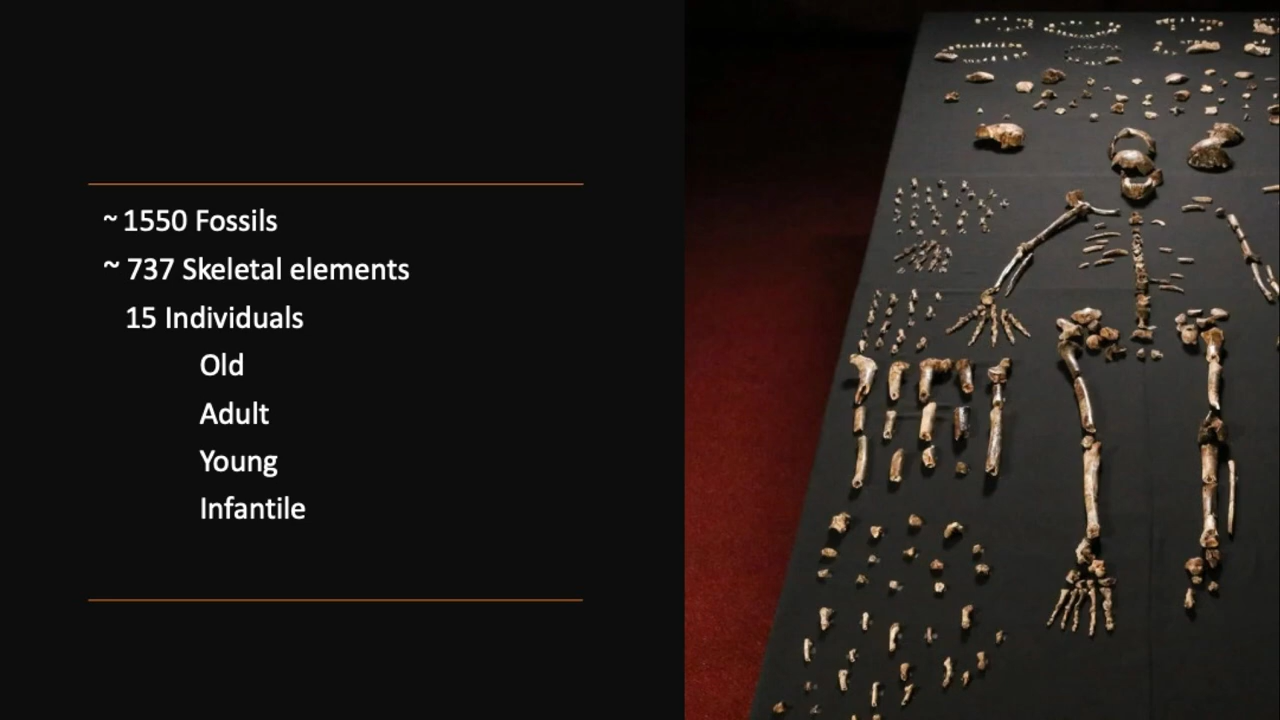 ~ 1550 Fossils
~ 737 Skeletal elements
15 Individuals
Old
Adult
Young
Infantile